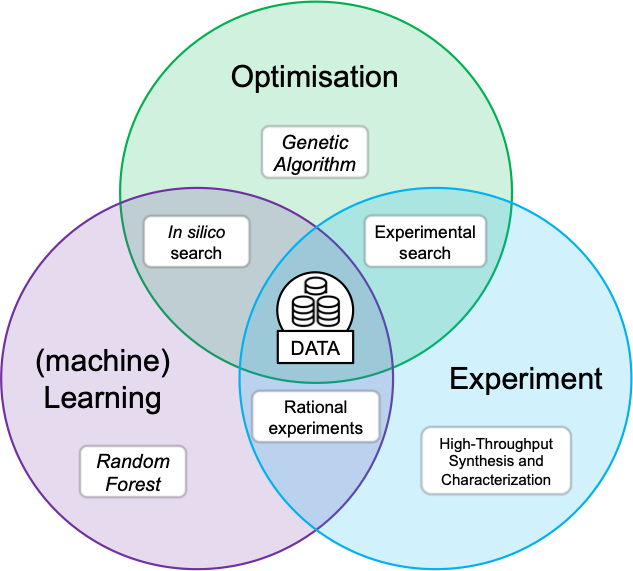 Optimisation
Genetic
Algorithm
In silico
search
Experimental
search
DATA
(machine)
Learning
Experiment
Rational
experiments
Random
Forest
High-Throughput
Synthesis and
Characterization